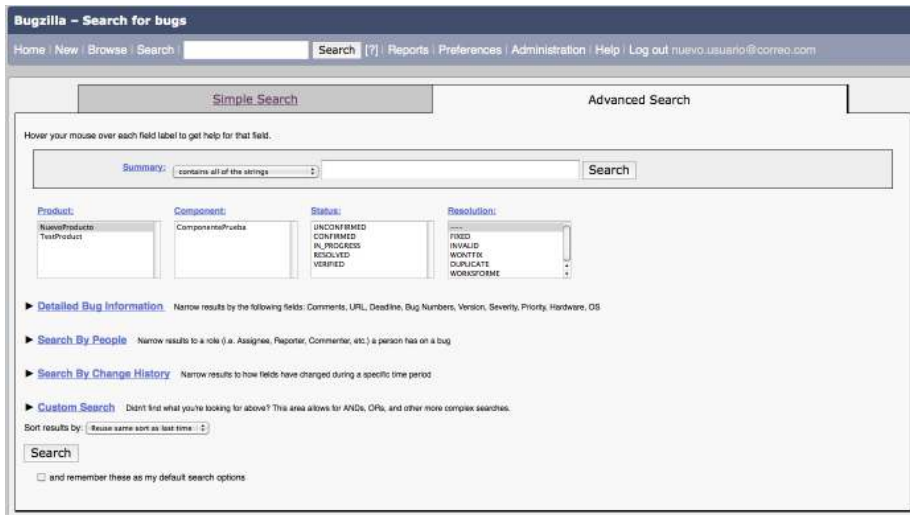 Bugzilla – Search for bugs
Home | New | Browse | Search | Search [?] | Reports | Preferences | Administration | Help | Log out nuevo.usuario@correo.com
Simple Search Advanced Search
Hover your mouse over each field label to get help for that field.
Summary: contains all of the strings Search
Product: Component: Status: Resolution:
NuevoProducto ComponentePrueba UNCONFIRMED ----
TestProduct CONFIRMED FIXED
IN_PROGRESS INVALID
RESOLVED WONTFIX
VERIFIED DUPLICATE
WORKSFORME
▶ Detailed Bug Information Narrow results by the following fields: Comments, URL, Deadline, Bug Numbers, Version, Severity, Priority, Hardware, OS
▶ Search By People Narrow results to a role (i.e. Assignee, Reporter, Commenter, etc.) a person has on a bug
▶ Search By Change History Narrow results to how fields have changed during a specific time period
▶ Custom Search Didn't find what you're looking for above? This area allows for ANDs, ORs, and other more complex searches.
Sort results by: Reuse same sort as last time
Search
and remember these as my default search options